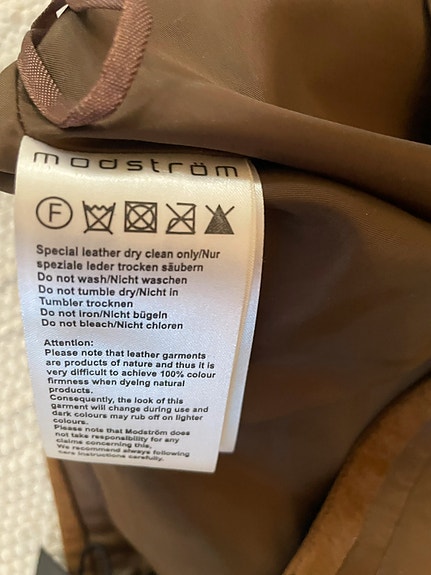 modström
F
Special leather dry clean only/Nur
speziale leder trocken säubern
Do not wash/Nicht waschen
Do not tumble dry/Nicht in
Tumbler trocknen
Do not iron/Nicht bügeln
Do not bleach/Nicht chloren
Attention:
Please note that leather garments
are products of nature and thus it is
very difficult to achieve 100% colour
firmness when dyeing natural
products.
Consequently, the look of this
garment will change during use and
dark colours may rub off on lighter
colours.
Please note that Modström does
not take responsibility for any
claims concerning this,
We recommend always following
care instructions carefully.